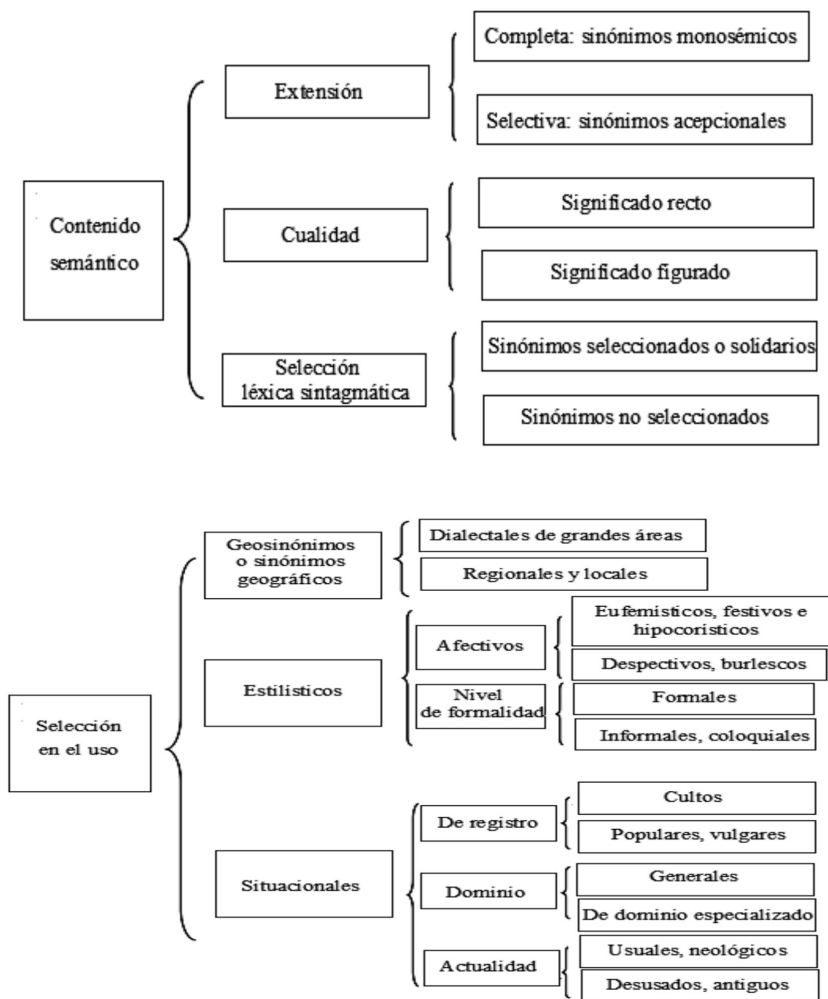 Completa: sinónimos monosémicos
Extensión
Selectiva: sinónimos acepcionales
Contenido
semántico
Significado recto
Cualidad
Significado figurado
Selección
léxica sintagmática
Sinónimos seleccionados o solidarios
Sinónimos no seleccionados
Geosinónimos
o sinónimos
geográficos
Dialectales de grandes áreas
Regionales y locales
Selección
en el uso
Estilísticos
Afectivos
Eufemísticos, festivos e
hipocorísticos
Despectivos, burlescos
Nivel
de formalidad
Formales
Informales, coloquiales
Situacionales
De registro
Cultos
Populares, vulgares
Dominio
Generales
De dominio especializado
Actualidad
Usuales, neológicos
Desusados, antiguos